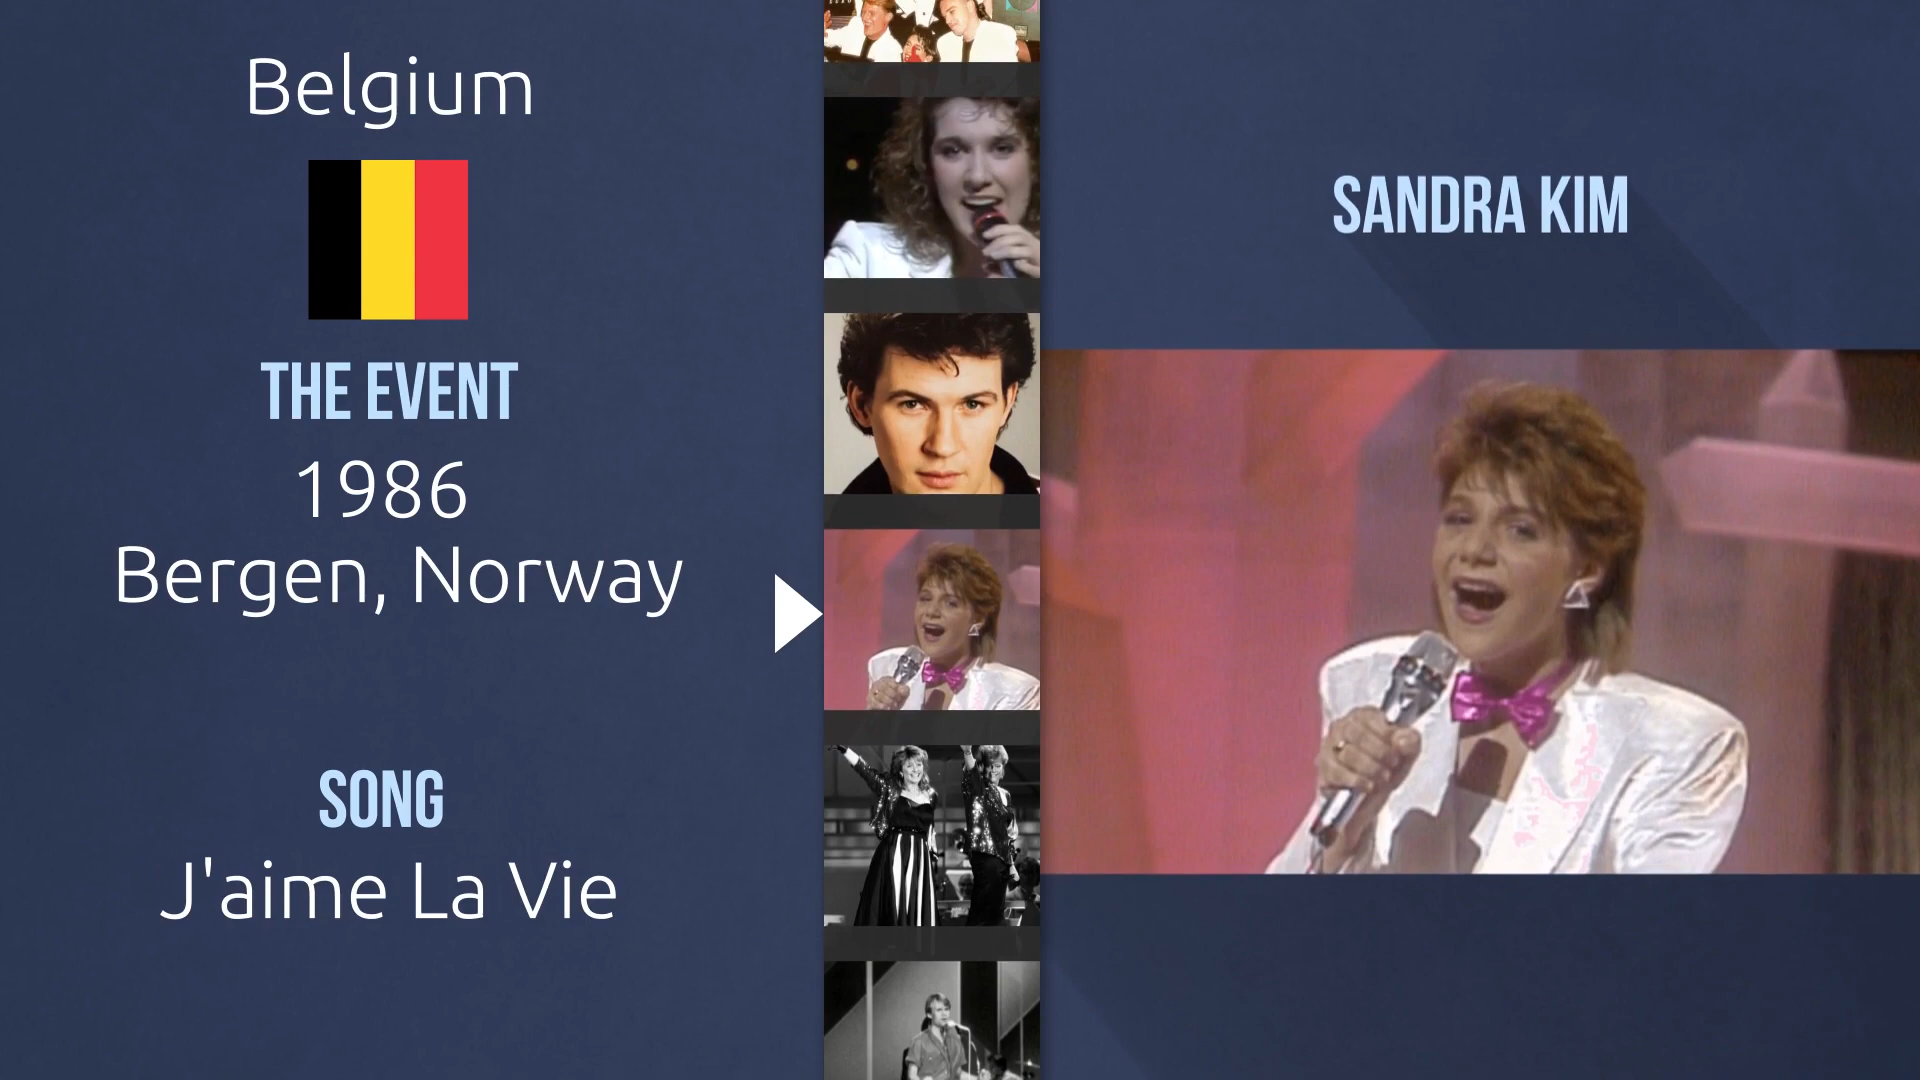 Belgium
THE EVENT
1986
Bergen, Norway
SONG
J'aime La Vie
SANDRA KIM